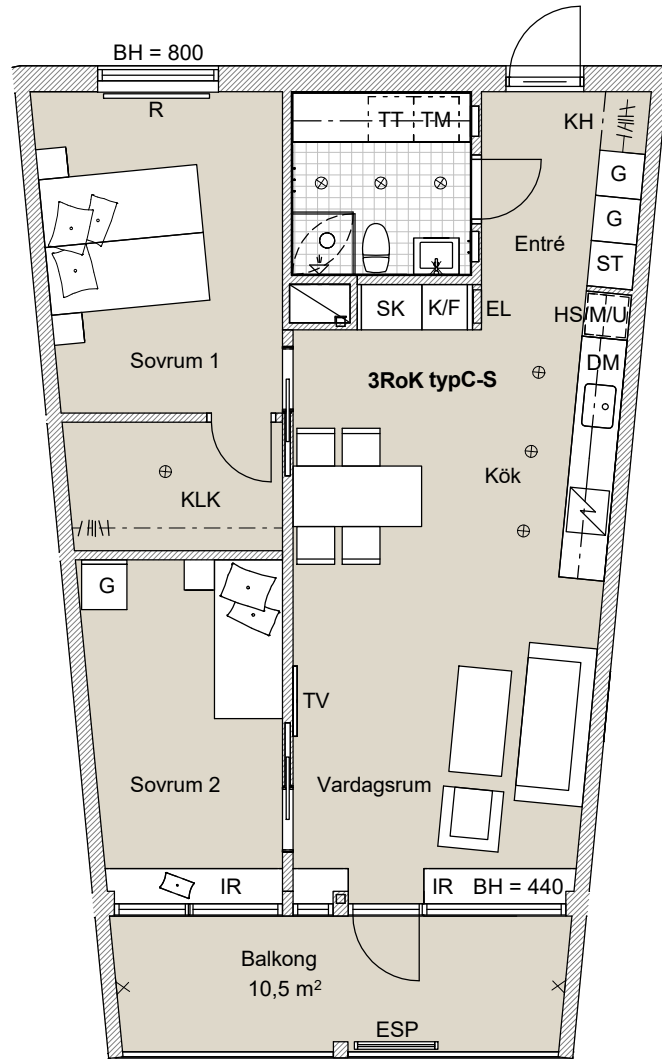 BH = 800
R
TT TM
KH
G
G
Entré
ST
SK K/F EL
HS M/U
Sovrum 1
DM
3RoK typC-S
Kök
KLK
G
TV
Sovrum 2
Vardagsrum
IR
IR BH = 440
Balkong
10,5 m²
ESP